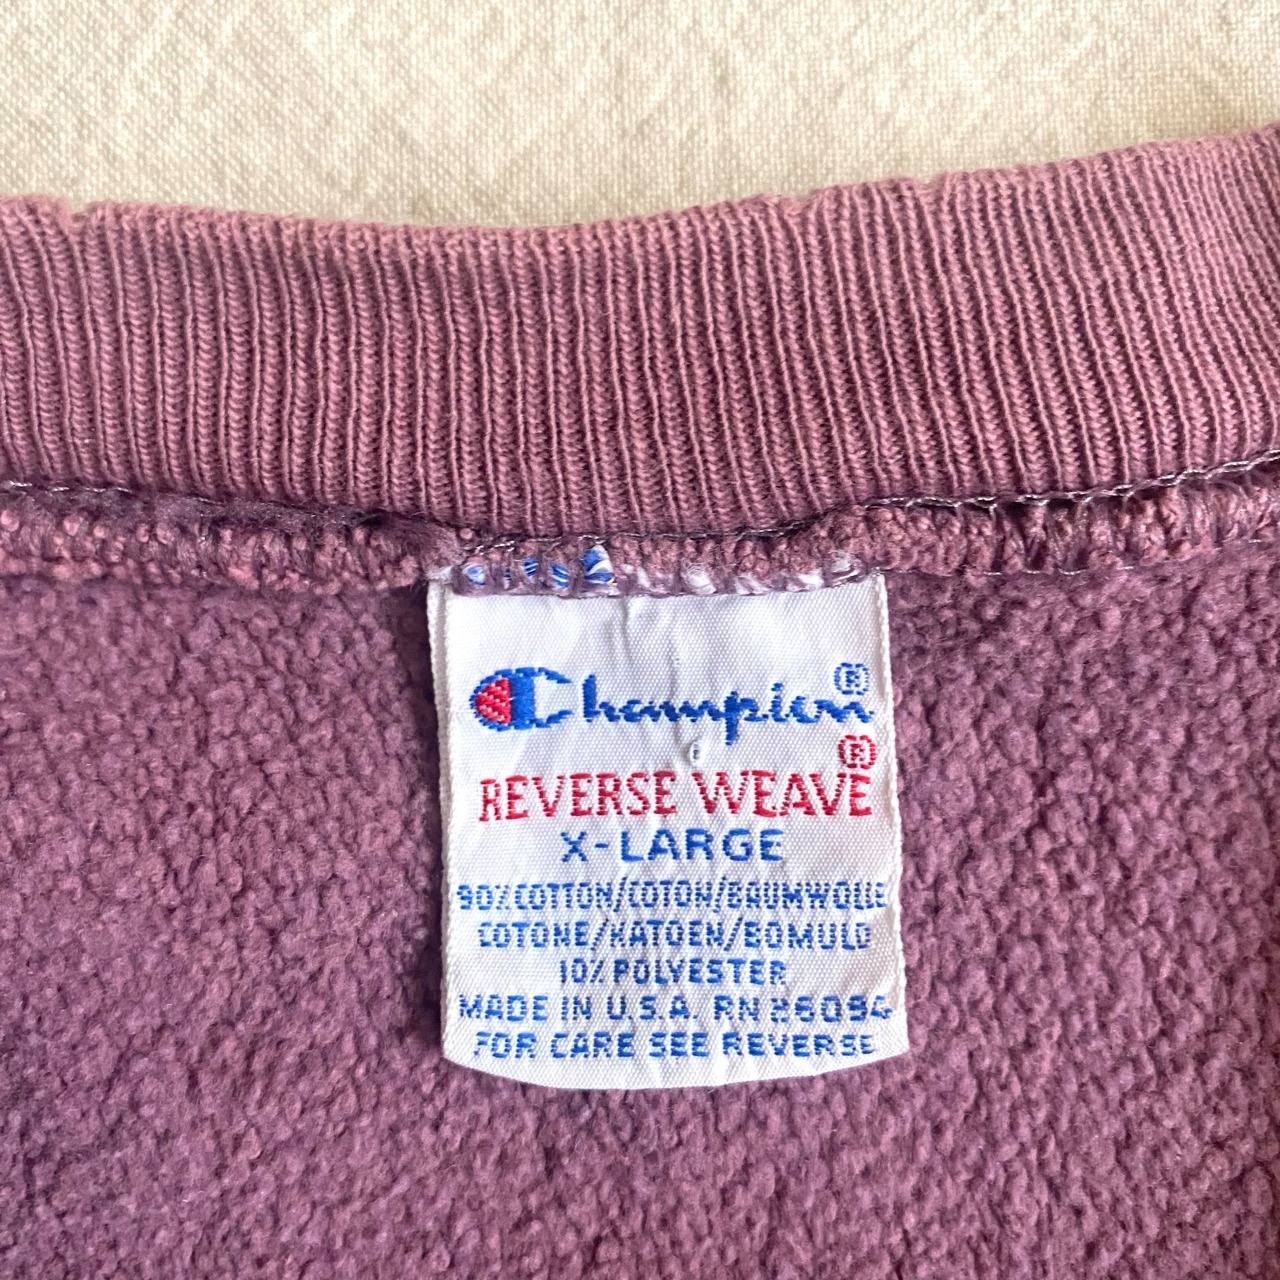 Champion®
REVERSE WEAVE®
X-LARGE
90% COTTON/COTON/BAUMWOLLE
COTONE/KATOEN/BOMULD
10% POLYESTER
MADE IN U.S.A. RN 26094
FOR CARE SEE REVERSE